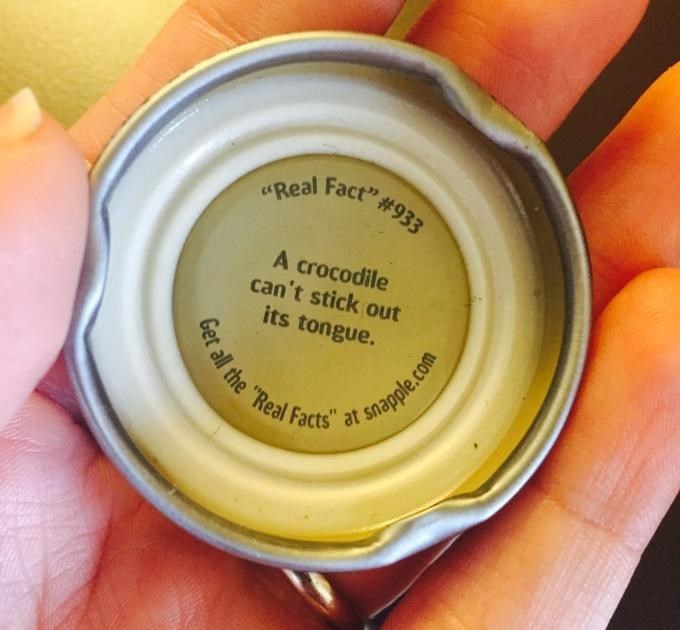 “Real Fact” #933
A crocodile
can't stick out
its tongue.
Get all the "Real Facts" at snapple.com